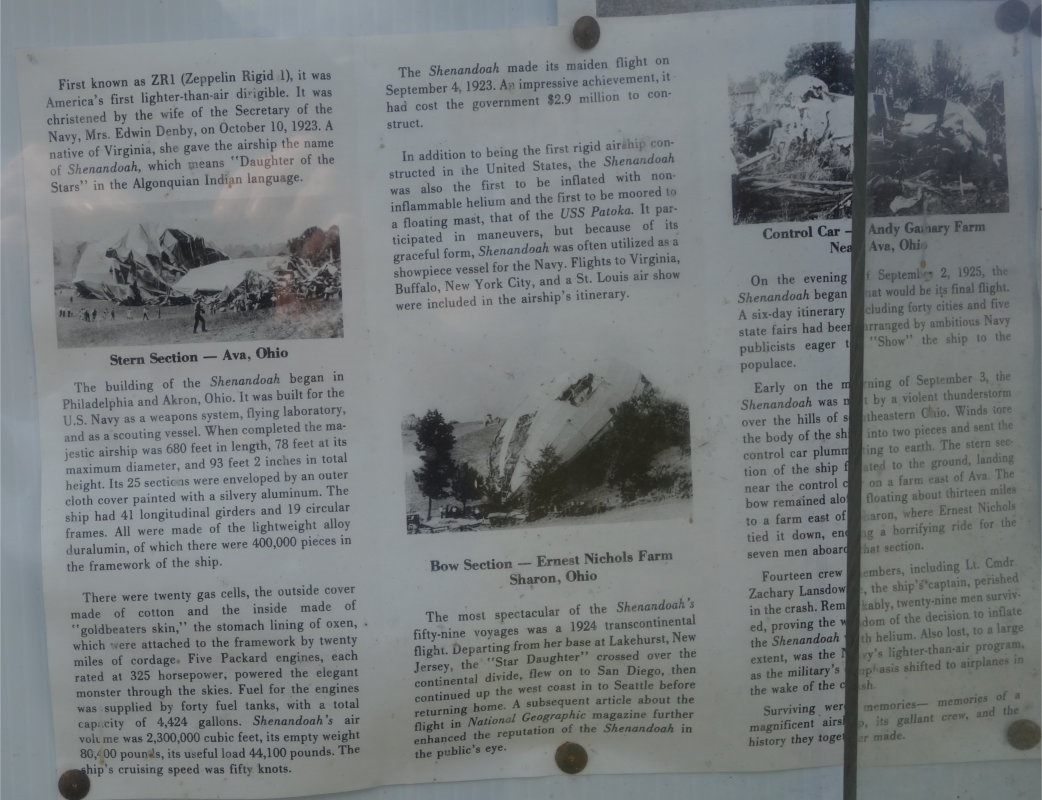 First known as ZR1 (Zeppelin Rigid 1), it was
America's first lighter-than-air dirigible. It was
christened by the wife of the Secretary of the
Navy, Mrs. Edwin Denby, on October 10, 1923. A
native of Virginia, she gave the airship the name
of Shenandoah, which means "Daughter of the
Stars" in the Algonquian Indian language.
Stern Section — Ava, Ohio
The building of the Shenandoah began in
Philadelphia and Akron, Ohio. It was built for the
U.S. Navy as a weapons system, flying laboratory,
and as a scouting vessel. When completed the ma-
jestic airship was 680 feet in length, 78 feet at its
maximum diameter, and 93 feet 2 inches in total
height. Its 25 sections were enveloped by an outer
cloth cover painted with a silvery aluminum. The
ship had 41 longitudinal girders and 19 circular
frames. All were made of the lightweight alloy
duralumin, of which there were 400,000 pieces in
the framework of the ship.
There were twenty gas cells, the outside cover
made of cotton and the inside made of
"goldbeaters skin," the stomach lining of oxen,
which were attached to the framework by twenty
miles of cordage. Five Packard engines, each
rated at 325 horsepower, powered the elegant
monster through the skies. Fuel for the engines
was supplied by forty fuel tanks, with a total
capacity of 4,424 gallons. Shenandoah's air
volume was 2,300,000 cubic feet, its empty weight
pounds, its useful load 44,100 pounds. The
ship's cruising speed was fifty knots.
The Shenandoah made its maiden flight on
September 4, 1923. An impressive achievement, it
had cost the government $2.9 million to con-
struct.
In addition to being the first rigid airship con-
structed in the United States, the Shenandoah
was also the first to be inflated with non-
inflammable helium and the first to be moored to
a floating mast, that of the USS Patoka. It par-
ticipated in maneuvers, but because of its
graceful form, Shenandoah was often utilized as a
showpiece vessel for the Navy. Flights to Virginia,
Buffalo, New York City, and a St. Louis air show
were included in the airship's itinerary.
Bow Section — Ernest Nichols Farm
Sharon, Ohio
The most spectacular of the Shenandoah's
fifty-nine voyages was a 1924 transcontinental
flight. Departing from her base at Lakehurst, New
Jersey, the "Star Daughter" crossed over the
continental divide, flew on to San Diego, then
continued up the west coast in to Seattle before
returning home. A subsequent article about the
flight in National Geographic magazine further
enhanced the reputation of the Shenandoah in
the public's eye.
Control Car — Andy Gamary Farm
Near Ava, Ohio
On the evening of September 2, 1925, the
Shenandoah began what would be its final flight.
A six-day itinerary including forty cities and five
state fairs had been arranged by ambitious Navy
publicists eager to "Show" the ship to the
populace.
Early on the morning of September 3, the
Shenandoah was met by a violent thunderstorm
over the hills of southeastern Ohio. Winds tore
the body of the ship into two pieces and sent the
control car plummeting to earth. The stern sec-
tion of the ship floated to the ground, landing
near the control car on a farm east of Ava. The
bow remained aloft, floating about thirteen miles
to a farm east of Sharon, where Ernest Nichols
tied it down, ending a horrifying ride for the
seven men aboard that section.
Fourteen crew members, including Lt. Cmdr.
Zachary Lansdowne, the ship's captain, perished
in the crash. Remarkably, twenty-nine men surviv-
ed, proving the wisdom of the decision to inflate
the Shenandoah with helium. Also lost, to a large
extent, was the Navy's lighter-than-air program,
as the military's emphasis shifted to airplanes in
the wake of the crash.
Surviving were memories— memories of a
magnificent airship, its gallant crew, and the
history they together made.